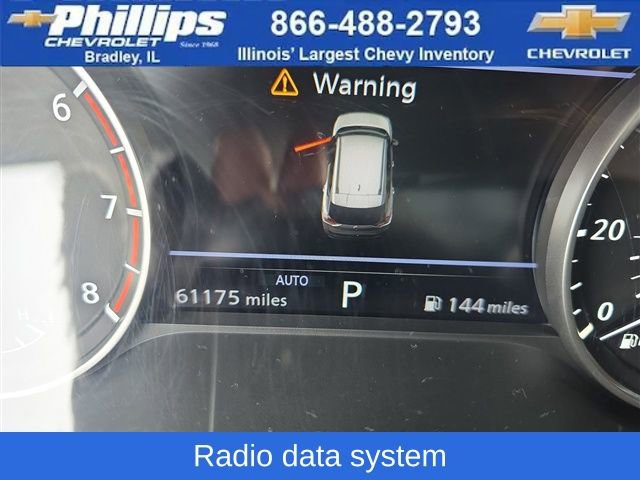 Phillips
CHEVROLET Since 1968
Bradley, IL
866-488-2793
Illinois' Largest Chevy Inventory
CHEVROLET
Warning
6
7
8
AUTO
61175 miles
P
144 miles
20
0
Radio data system